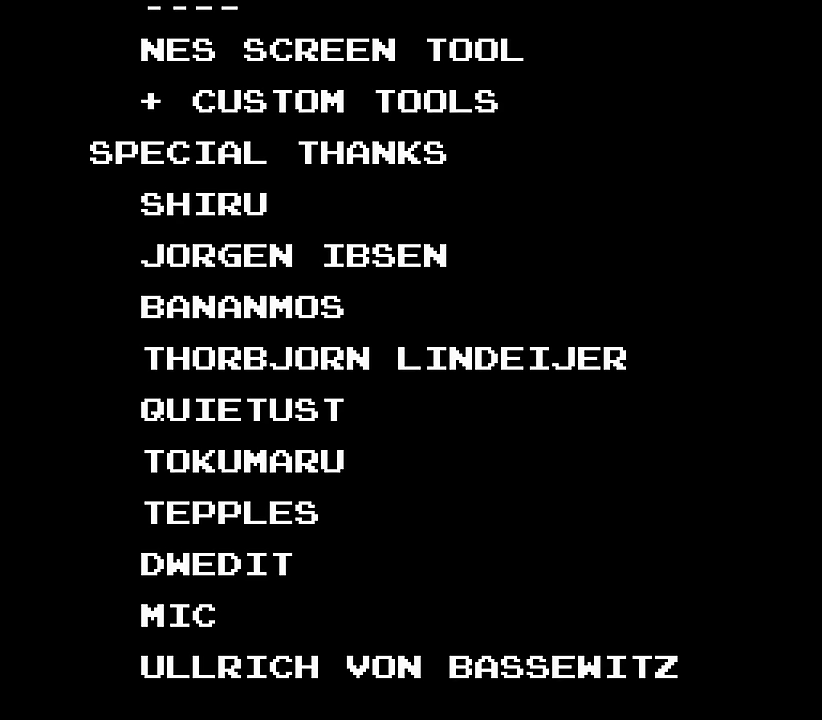 ----
NES SCREEN TOOL
+ CUSTOM TOOLS
SPECIAL THANKS
SHIRU
JORGEN IBSEN
BANANMOS
THORBJORN LINDEIJER
QUIETUST
TOKUMARU
TEPPLES
DWEDIT
MIC
ULLRICH VON BASSEWITZ